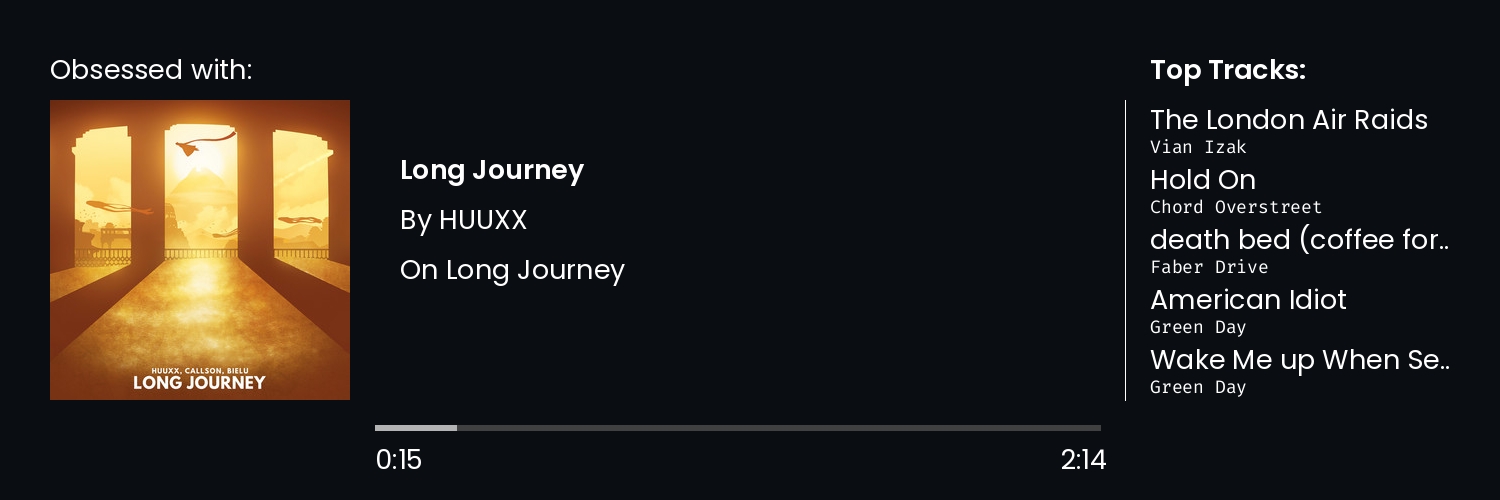 Obsessed with:
HUUXX, CALLSON, BIELU
LONG JOURNEY
Long Journey
By HUUXX
On Long Journey
0:15
2:14
Top Tracks:
The London Air Raids
Vian Izak
Hold On
Chord Overstreet
death bed (coffee for..
Faber Drive
American Idiot
Green Day
Wake Me up When Se..
Green Day